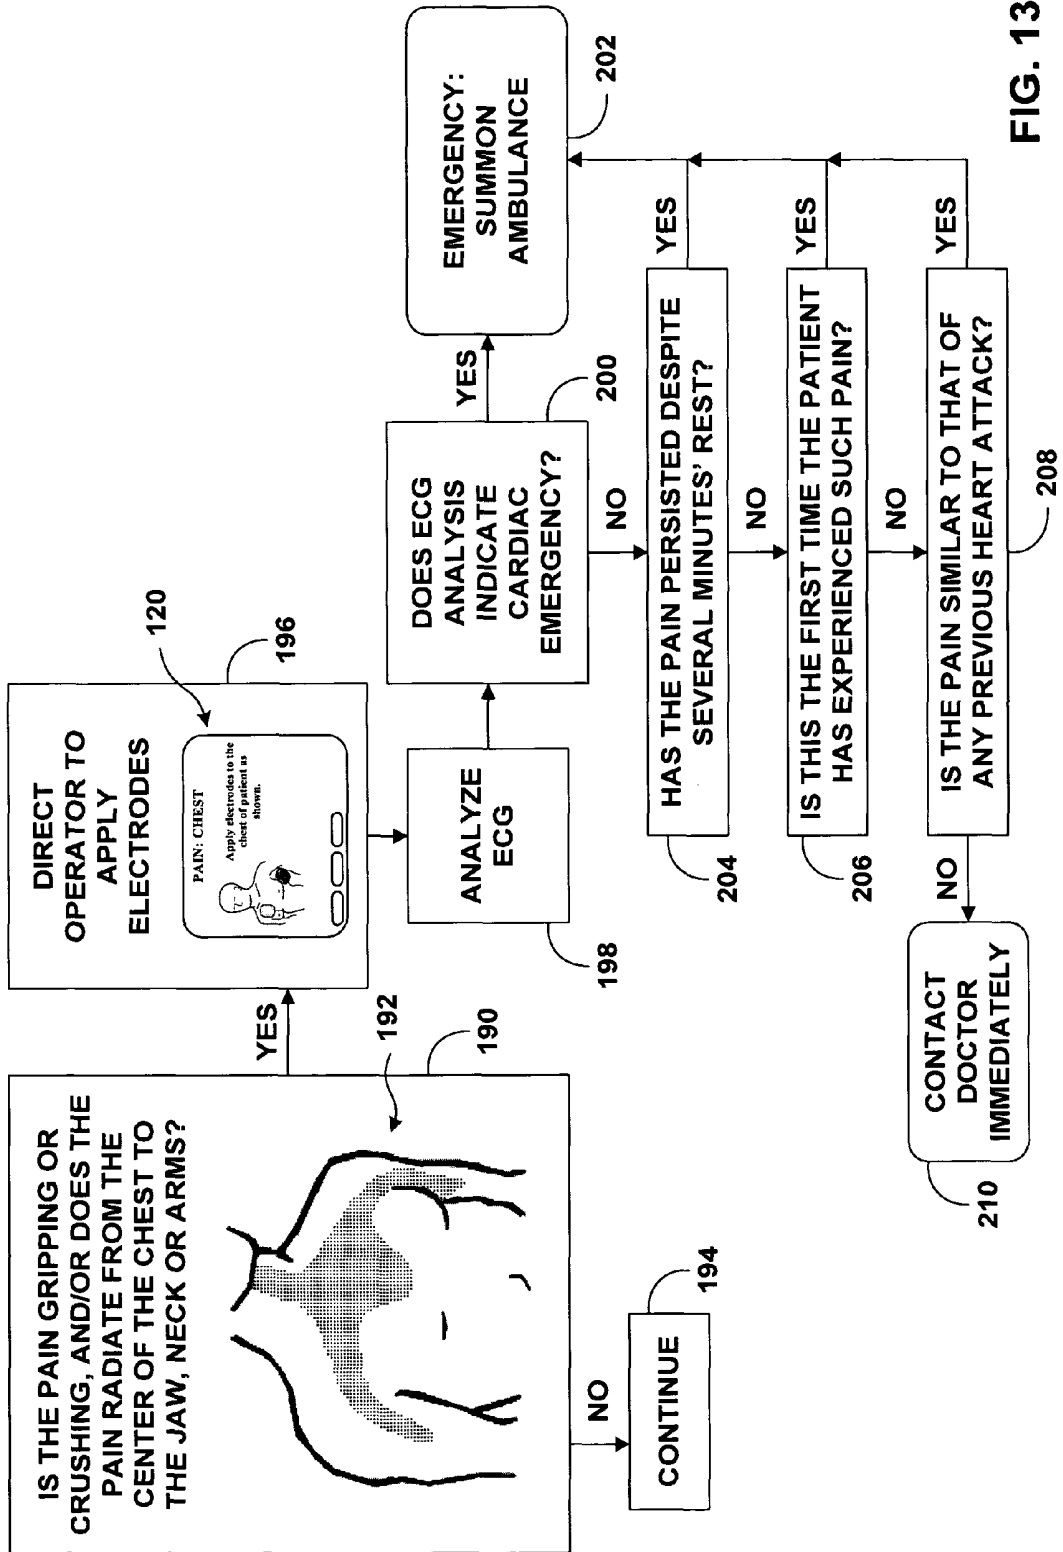 IS THE PAIN GRIPPING OR
CRUSHING, AND/OR DOES THE
PAIN RADIATE FROM THE
CENTER OF THE CHEST TO
THE JAW, NECK OR ARMS?
192
190
NO
CONTINUE
194
YES
DIRECT
OPERATOR TO
APPLY
ELECTRODES
PAIN: CHEST
Apply electrodes to the
chest of patient as
shown.
120
196
ANALYZE
ECG
198
DOES ECG
ANALYSIS
INDICATE
CARDIAC
EMERGENCY?
200
YES
EMERGENCY:
SUMMON
AMBULANCE
202
NO
HAS THE PAIN PERSISTED DESPITE
SEVERAL MINUTES' REST?
204
YES
NO
IS THIS THE FIRST TIME THE PATIENT
HAS EXPERIENCED SUCH PAIN?
206
YES
NO
IS THE PAIN SIMILAR TO THAT OF
ANY PREVIOUS HEART ATTACK?
208
YES
NO
CONTACT
DOCTOR
IMMEDIATELY
210
FIG. 13